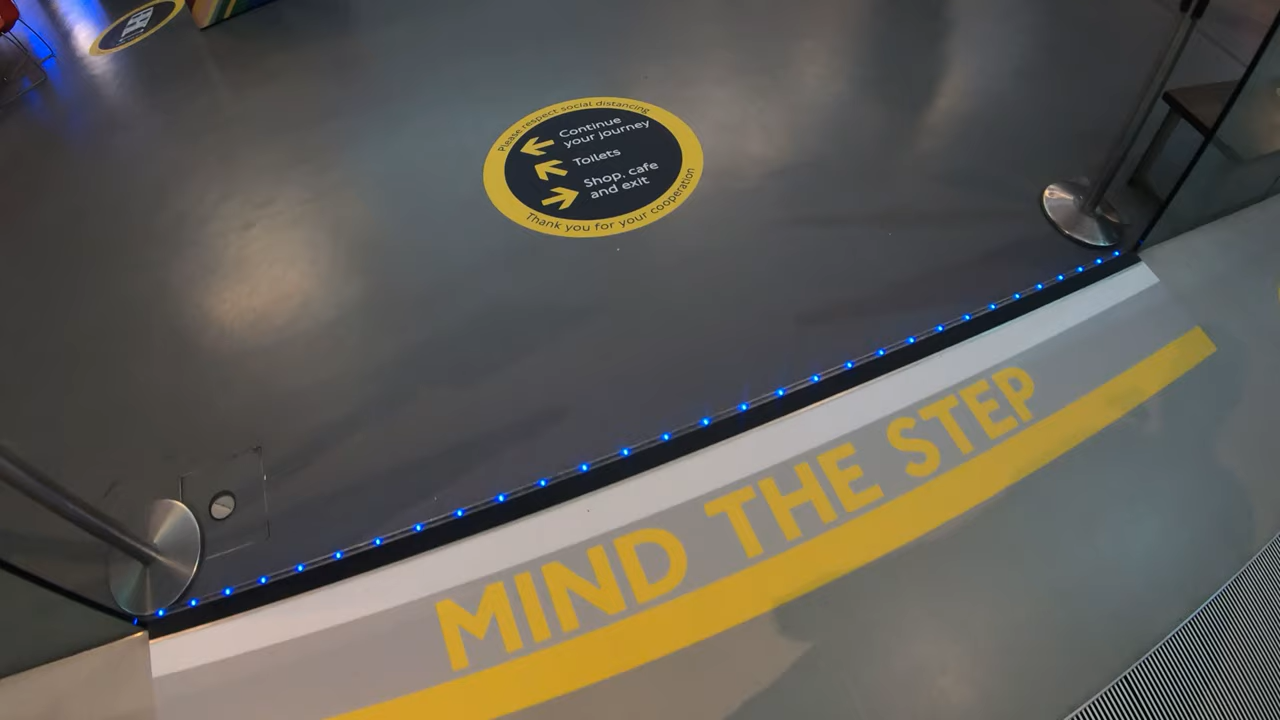 Please respect social distancing
Continue
your journey
Toilets
Shop, cafe
and exit
Thank you for your cooperation
MIND THE STEP